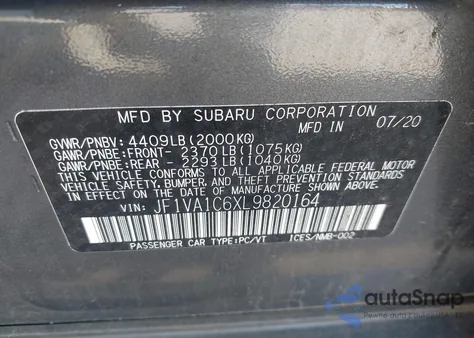 MFD BY SUBARU CORPORATION 07/20
GVWR/PNBV: 4409LB(2000KG)
GAWR/PNBE:FRONT- 2370LB(1075KG)
GAWR/PNBE:REAR - 2293LB(1040KG)
THIS VEHICLE CONFORMS TO ALL APPLICABLE FEDERAL MOTOR
VEHICLE SAFETY, BUMPER, AND THEFT PREVENTION STANDARDS
IN EFFECT ON THE DATE OF MANUFACTURE SHOWN ABOVE.
VIN: JF1VA1C6XL9820164
PASSENGER CAR TYPE:PC/VT ICES/NMB-002
autoSnap